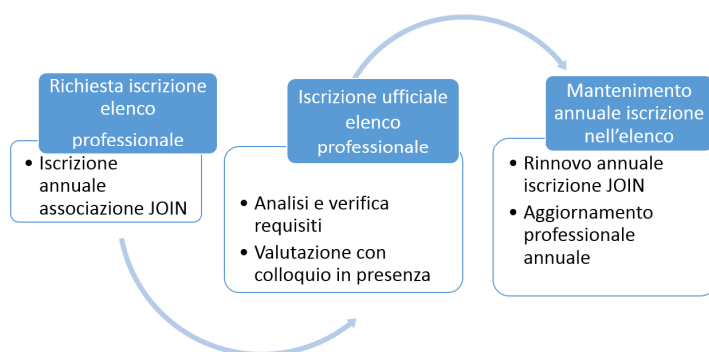 Richiesta iscrizione
elenco
professionale
• Iscrizione
annuale
associazione JOIN
Iscrizione ufficiale
elenco
professionale
• Analisi e verifica
requisiti
• Valutazione con
colloquio in presenza
Mantenimento
annuale iscrizione
nell’elenco
• Rinnovo annuale
iscrizione JOIN
• Aggiornamento
professionale
annuale